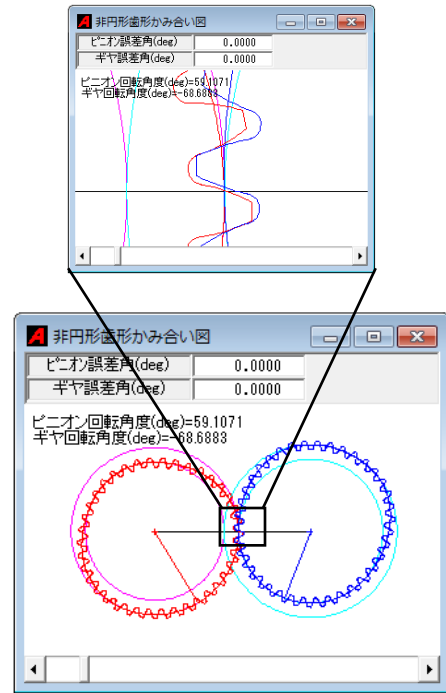 非円形歯形かみ合い図
ピニオン誤差角(deg) 0.0000
ギヤ誤差角(deg) 0.0000
ピニオン回転角度(deg)=59.1071
ギヤ回転角度(deg)=-68.6883
非円形歯形かみ合い図
ピニオン誤差角(deg) 0.0000
ギヤ誤差角(deg) 0.0000
ピニオン回転角度(deg)=59.1071
ギヤ回転角度(deg)=-68.6883